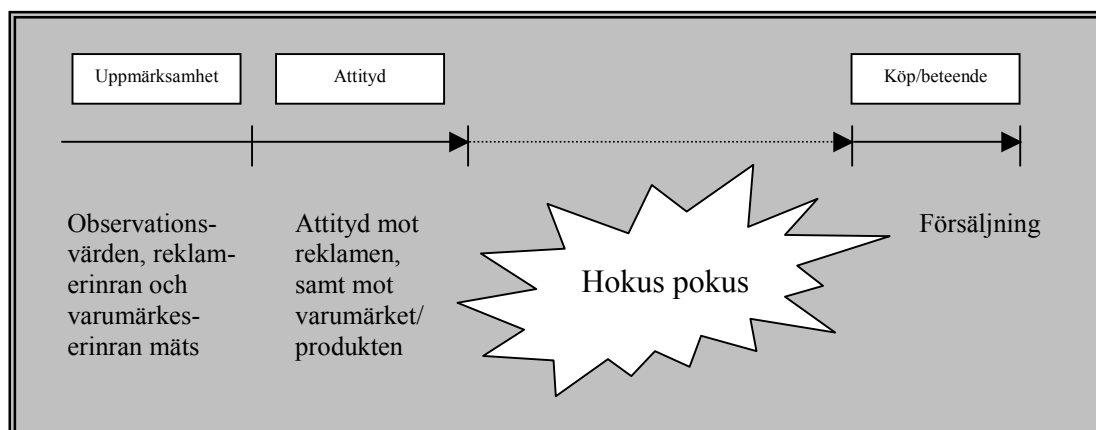 Uppmärksamhet
Attityd
Köp/beteende
Observations-
värden, reklam-
erinran och
varumärkes-
erinran mäts
Attityd mot
reklamen,
samt mot
varumärket/
produkten
Hokus pokus
Försäljning